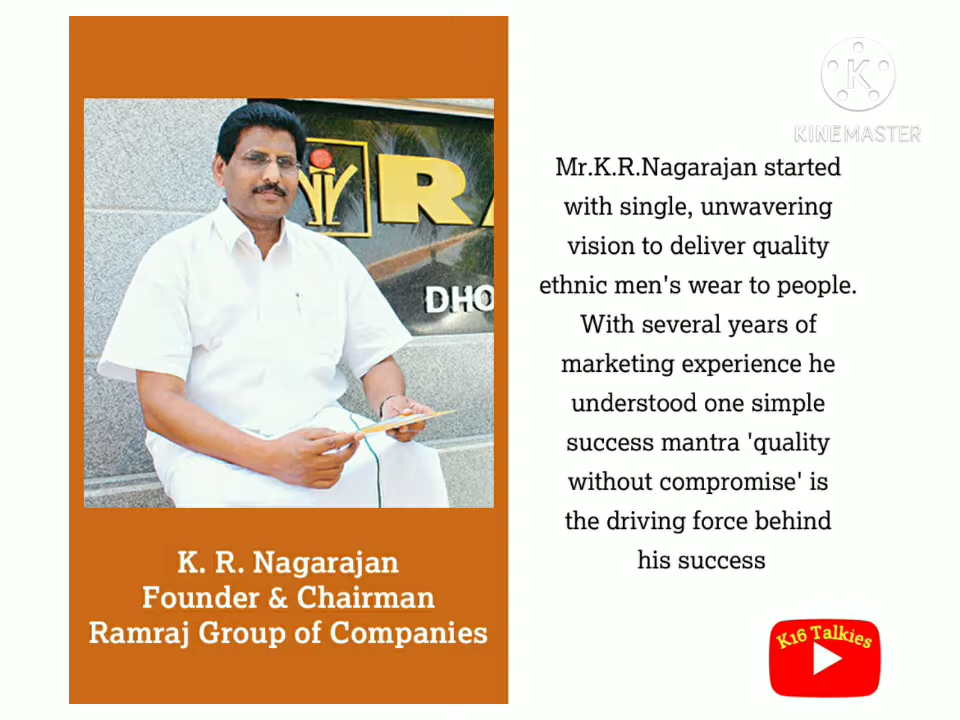 KINEMASTER
K
RA
DHO
Mr.K.R.Nagarajan started
with single, unwavering
vision to deliver quality
ethnic men's wear to people.
With several years of
marketing experience he
understood one simple
success mantra 'quality
without compromise' is
the driving force behind
his success
K. R. Nagarajan
Founder & Chairman
Ramraj Group of Companies
K16 Talkies